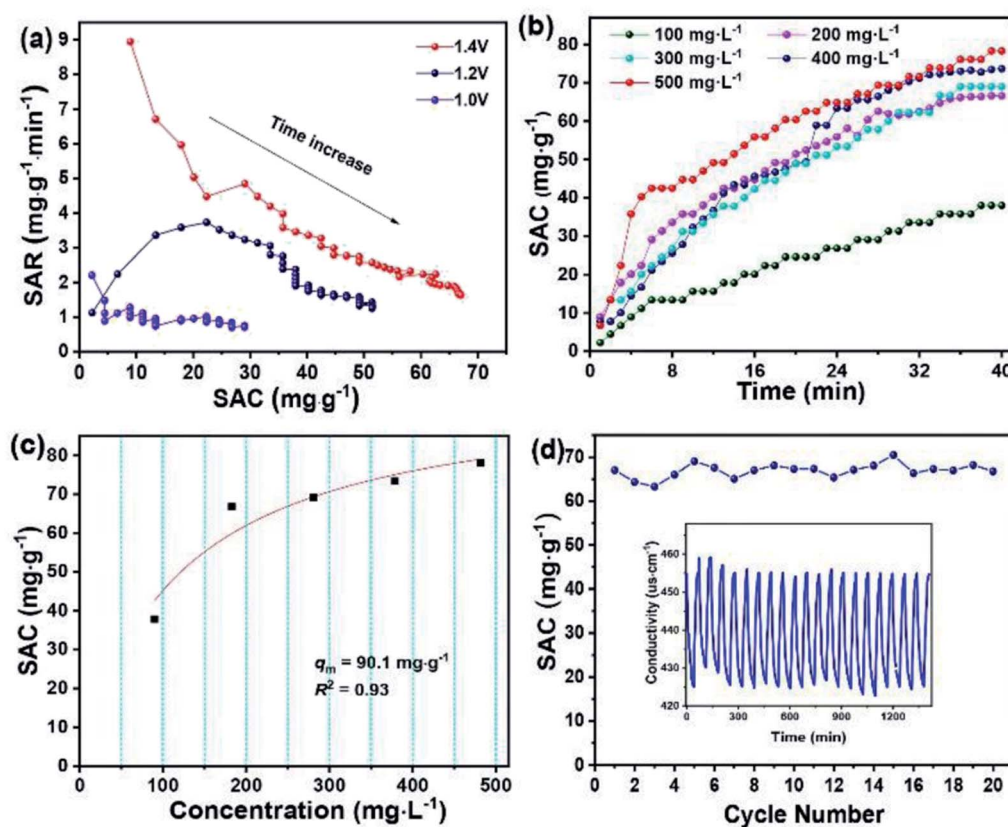 (a)
1.4V
1.2V
1.0V
Time increase
SAR (mg·g⁻¹·min⁻¹)
9
8
7
6
5
4
3
2
1
0
0 10 20 30 40 50 60 70
SAC (mg·g⁻¹)
(b)
100 mg·L⁻¹ 200 mg·L⁻¹
300 mg·L⁻¹ 400 mg·L⁻¹
500 mg·L⁻¹
SAC (mg·g⁻¹)
80
70
60
50
40
30
20
10
0
0 8 16 24 32 40
Time (min)
(c)
SAC (mg·g⁻¹)
80
70
60
50
40
30
20
10
0
qm = 90.1 mg·g⁻¹
R² = 0.93
0 100 200 300 400 500
Concentration (mg·L⁻¹)
(d)
SAC (mg·g⁻¹)
70
60
50
40
30
20
10
0
Conductivity (us·cm⁻¹)
460
450
440
430
420
0 300 600 900 1200
Time (min)
0 2 4 6 8 10 12 14 16 18 20
Cycle Number